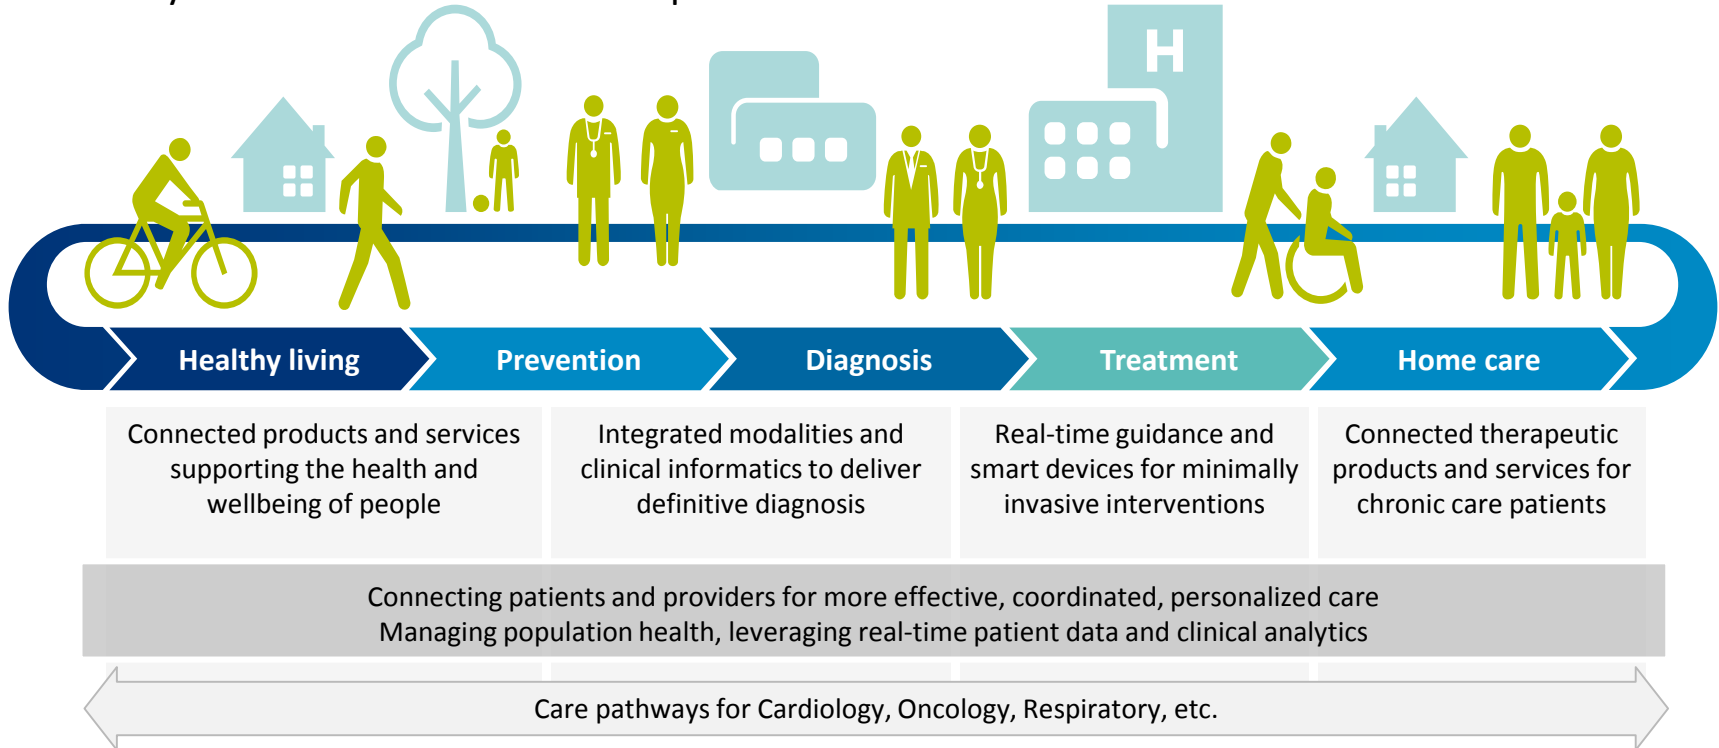 H
Healthy living
Prevention
Diagnosis
Treatment
Home care
Connected products and services
supporting the health and
wellbeing of people
Integrated modalities and
clinical informatics to deliver
definitive diagnosis
Real-time guidance and
smart devices for minimally
invasive interventions
Connected therapeutic
products and services for
chronic care patients
Connecting patients and providers for more effective, coordinated, personalized care
Managing population health, leveraging real-time patient data and clinical analytics
Care pathways for Cardiology, Oncology, Respiratory, etc.